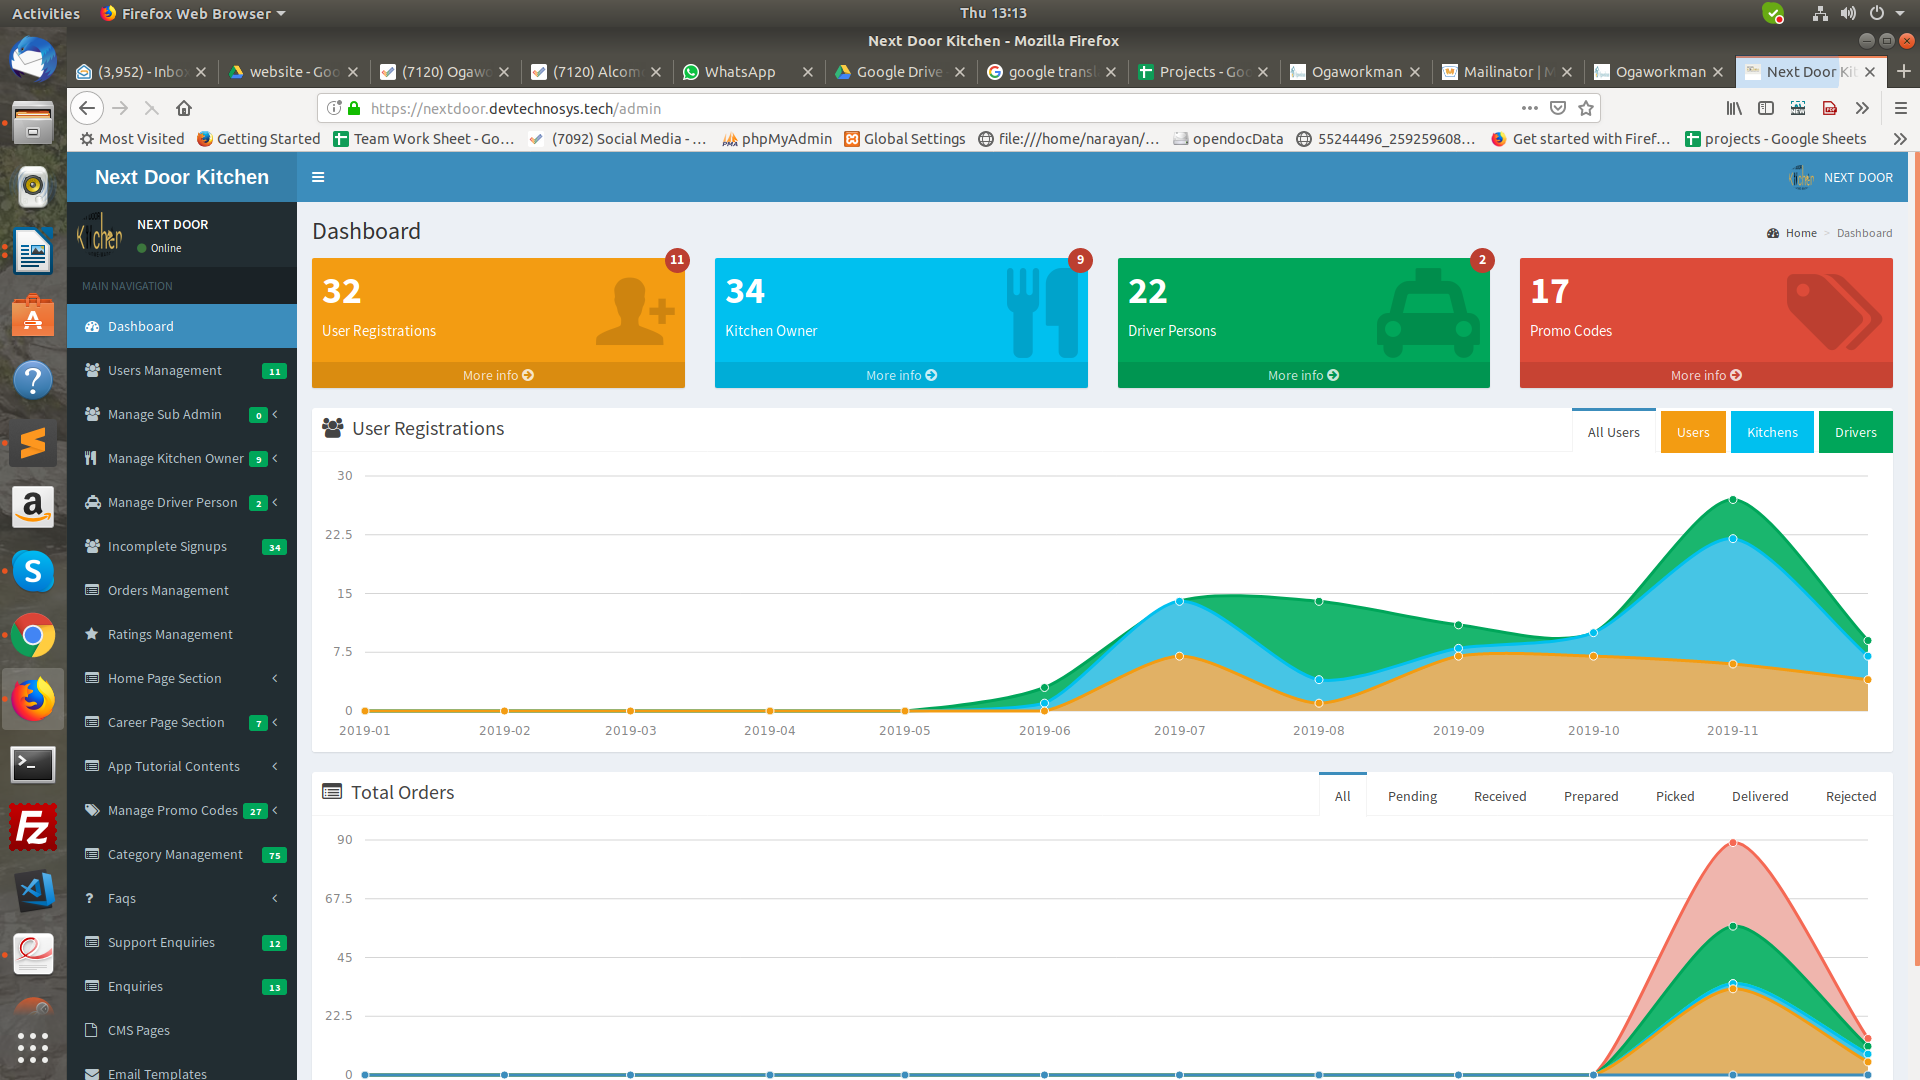 Activities
Firefox Web Browser
Thu 13:13
Next Door Kitchen - Mozilla Firefox
(3,952) - Inbo
website - Goo
(7120) Ogawo
(7120) Alcom
WhatsApp
Google Drive -
google transl
Projects - Goo
Ogaworkman
Mailinator | M
Ogaworkman
Next Door Kit
https://nextdoor.devtechnosys.tech/admin
Most Visited
Getting Started
Team Work Sheet - Go…
(7092) Social Media - …
phpMyAdmin
Global Settings
file:///home/narayan/…
opendocData
55244496_259259608…
Get started with Firef…
projects - Google Sheets
Next Door Kitchen
NEXT DOOR
Kitchen
NEXT DOOR
Online
MAIN NAVIGATION
Dashboard
Users Management 11
Manage Sub Admin 0
Manage Kitchen Owner 9
Manage Driver Person 2
Incomplete Signups 34
Orders Management
Ratings Management
Home Page Section
Career Page Section 7
App Tutorial Contents
Manage Promo Codes 27
Category Management 75
Faqs
Support Enquiries 12
Enquiries 13
CMS Pages
Email Templates
Dashboard
Home > Dashboard
11
32
User Registrations
More info
9
34
Kitchen Owner
More info
2
22
Driver Persons
More info
17
Promo Codes
More info
User Registrations
All Users
Users
Kitchens
Drivers
30
22.5
15
7.5
0
2019-01
2019-02
2019-03
2019-04
2019-05
2019-06
2019-07
2019-08
2019-09
2019-10
2019-11
Total Orders
All
Pending
Received
Prepared
Picked
Delivered
Rejected
90
67.5
45
22.5
0